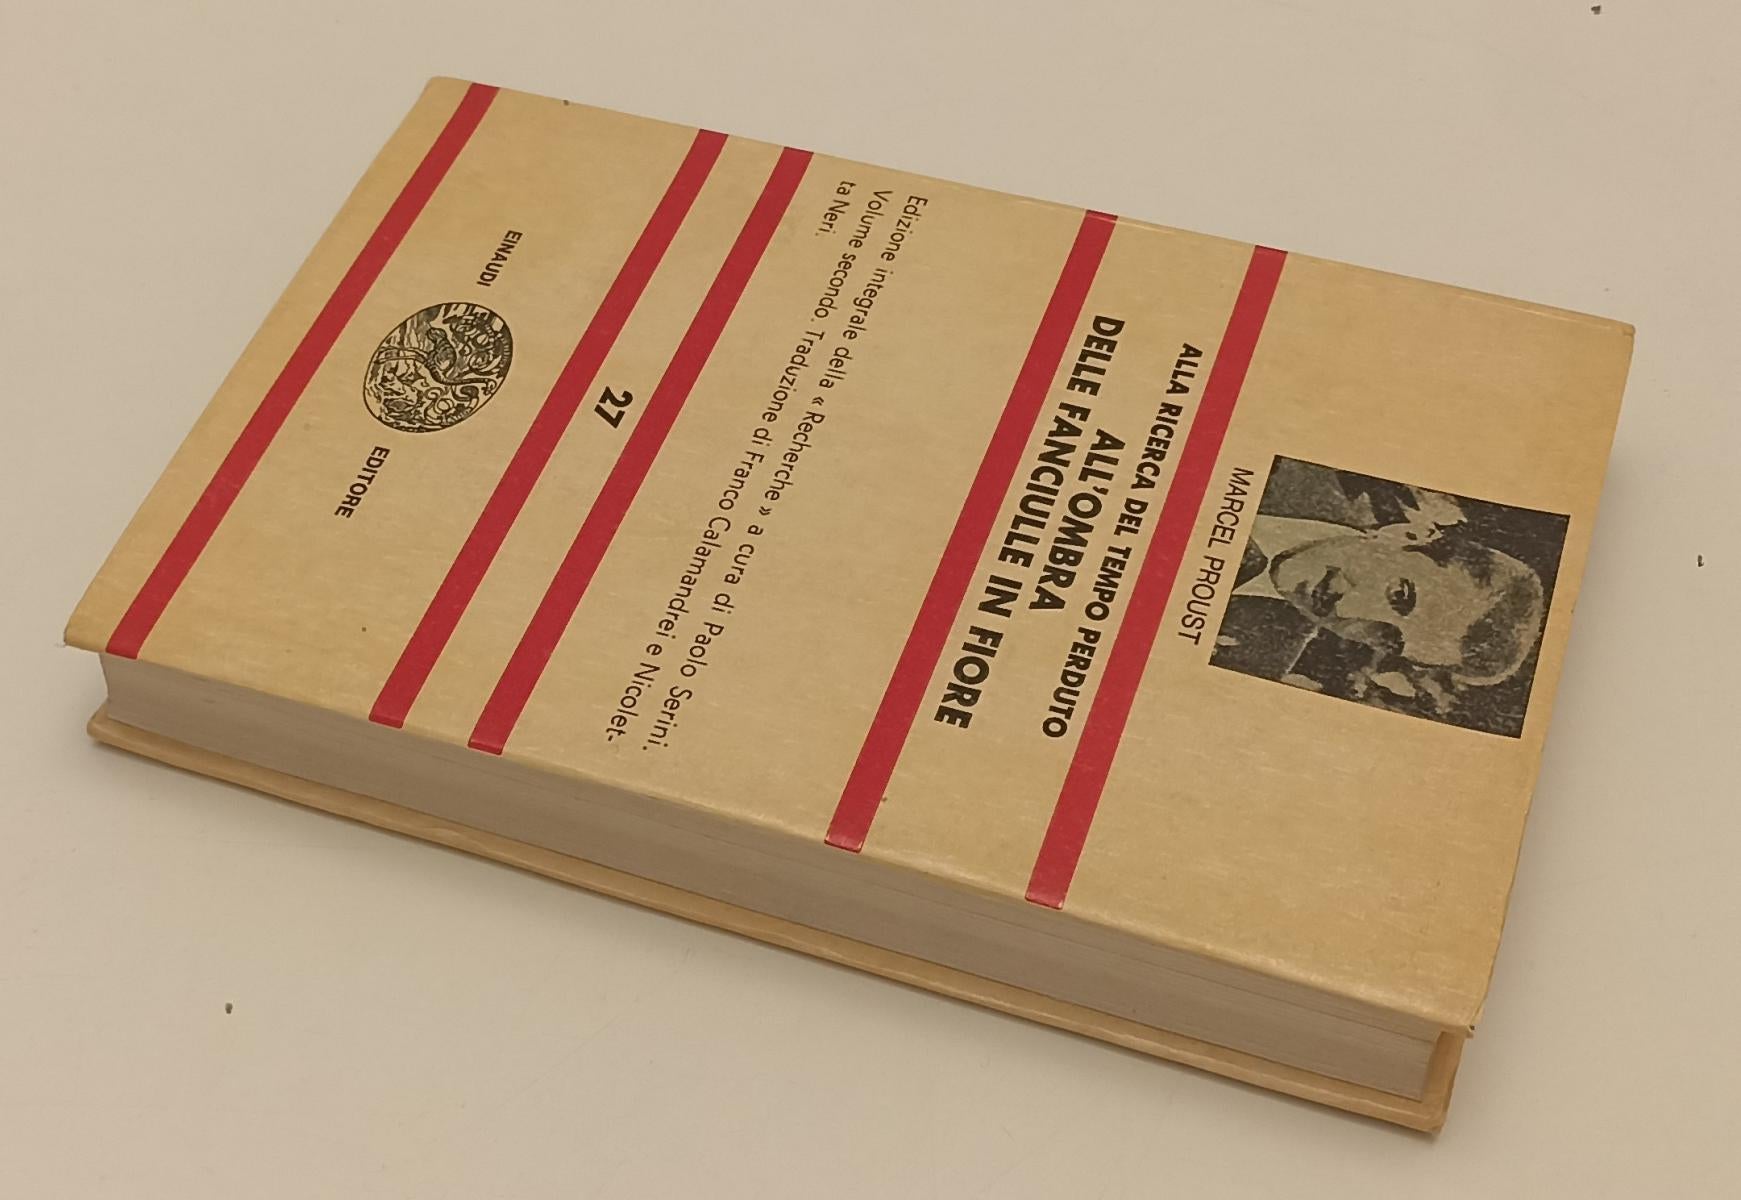 MARCEL PROUST
ALLA RICERCA DEL TEMPO PERDUTO
ALL'OMBRA
DELLE FANCIULLE IN FIORE
Edizione integrale della « Recherche » a cura di Paolo Serini.
Volume secondo. Traduzione di Franco Calamandrei e Nicolet-
ta Neri.
27
EINAUDI EDITORE